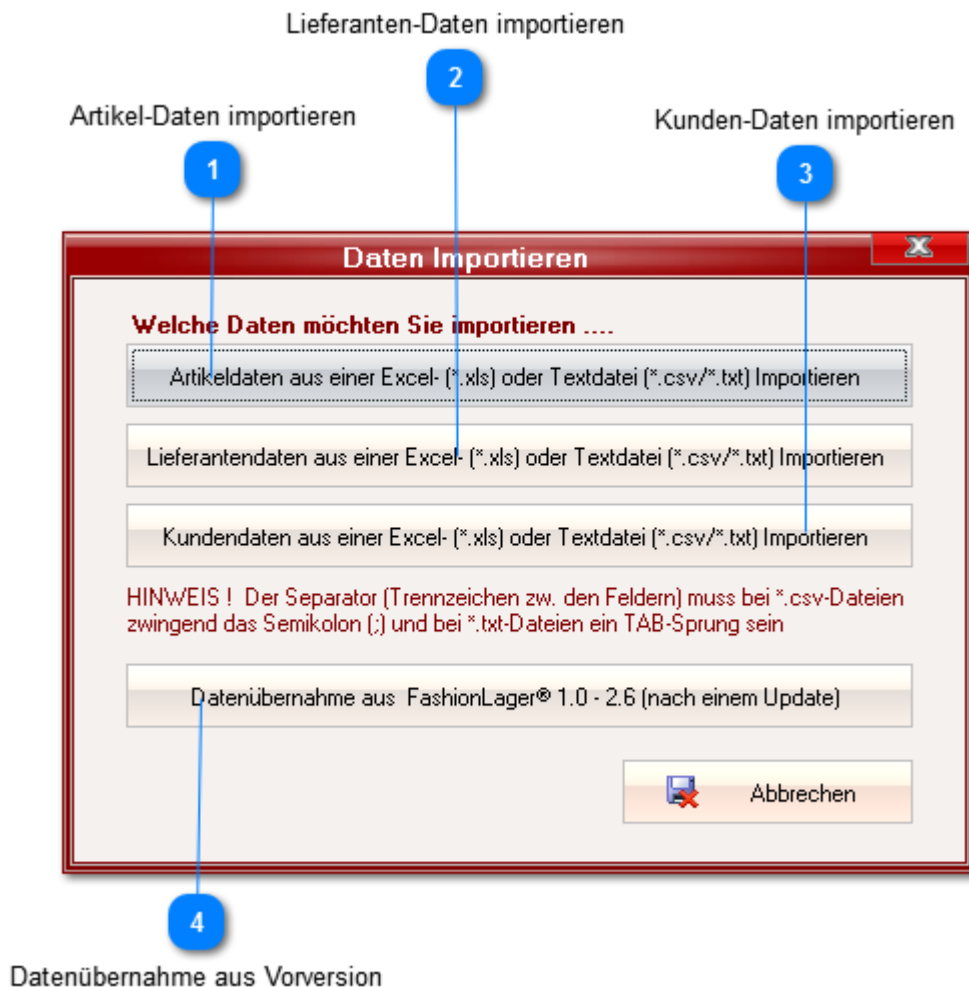 Lieferanten-Daten importieren
2
Artikel-Daten importieren
Kunden-Daten importieren
1
3
Daten Importieren
Welche Daten möchten Sie importieren ....
Artikeldaten aus einer Excel- (*.xls) oder Textdatei (*.csv/*.txt) Importieren
Lieferantendaten aus einer Excel- (*.xls) oder Textdatei (*.csv/*.txt) Importieren
Kundendaten aus einer Excel- (*.xls) oder Textdatei (*.csv/*.txt) Importieren
HINWEIS ! Der Separator (Trennzeichen zw. den Feldern) muss bei *.csv-Dateien
zwingend das Semikolon (;) und bei *.txt-Dateien ein TAB-Sprung sein
Datenübernahme aus FashionLager® 1.0 - 2.6 (nach einem Update)
Abbrechen
4
Datenübernahme aus Vorversion